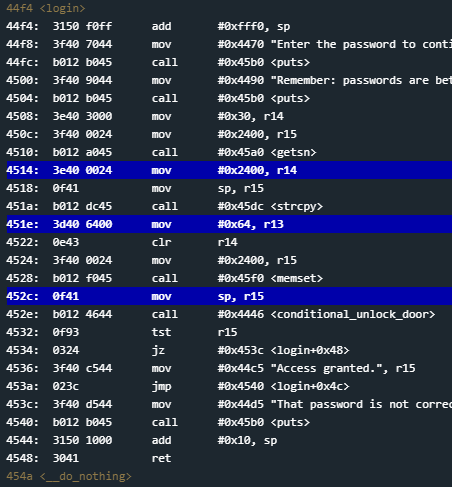 44f4 <login>
44f4: 3150 f0ff add #0xfff0, sp
44f8: 3f40 7044 mov #0x4470 "Enter the password to conti
44fc: b012 b045 call #0x45b0 <puts>
4500: 3f40 9044 mov #0x4490 "Remember: passwords are bet
4504: b012 b045 call #0x45b0 <puts>
4508: 3e40 3000 mov #0x30, r14
450c: 3f40 0024 mov #0x2400, r15
4510: b012 a045 call #0x45a0 <getsn>
4514: 3e40 0024 mov #0x2400, r14
4518: 0f41 mov sp, r15
451a: b012 dc45 call #0x45dc <strcpy>
451e: 3d40 6400 mov #0x64, r13
4522: 0e43 clr r14
4524: 3f40 0024 mov #0x2400, r15
4528: b012 f045 call #0x45f0 <memset>
452c: 0f41 mov sp, r15
452e: b012 4644 call #0x4446 <conditional_unlock_door>
4532: 0f93 tst r15
4534: 0324 jz #0x453c <login+0x48>
4536: 3f40 c544 mov #0x44c5 "Access granted.", r15
453a: 023c jmp #0x4540 <login+0x4c>
453c: 3f40 d544 mov #0x44d5 "That password is not correc
4540: b012 b045 call #0x45b0 <puts>
4544: 3150 1000 add #0x10, sp
4548: 3041 ret
454a <__do_nothing>